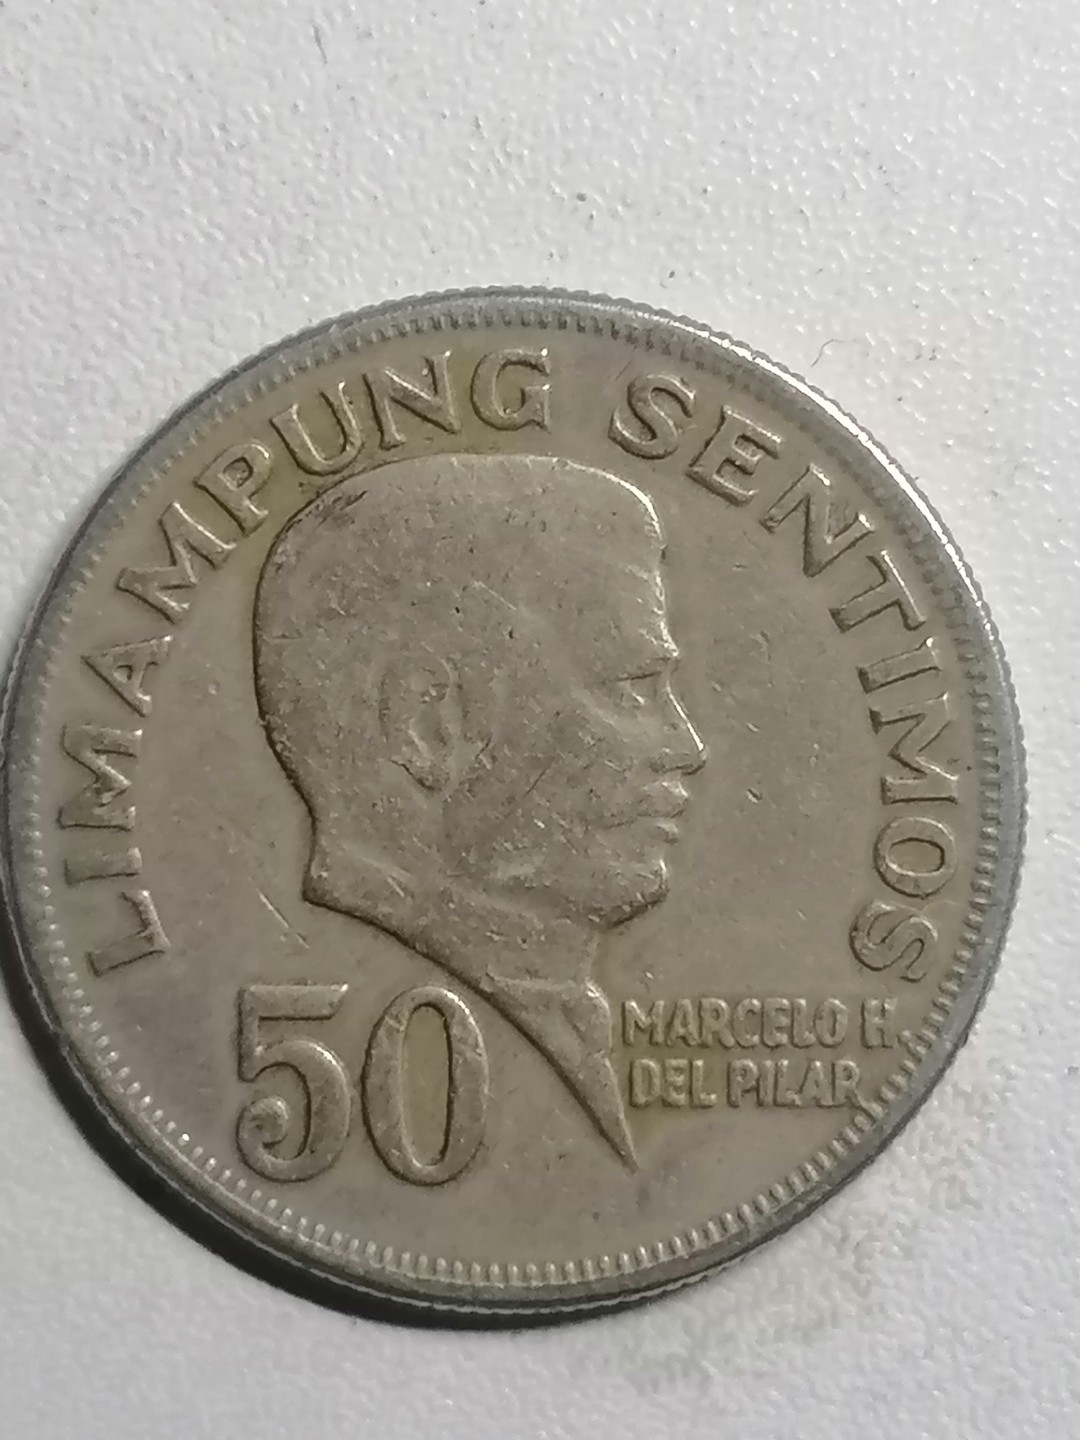 LIMAMPUNG SENTIMOS
50
MARCELO H.
DEL PILAR